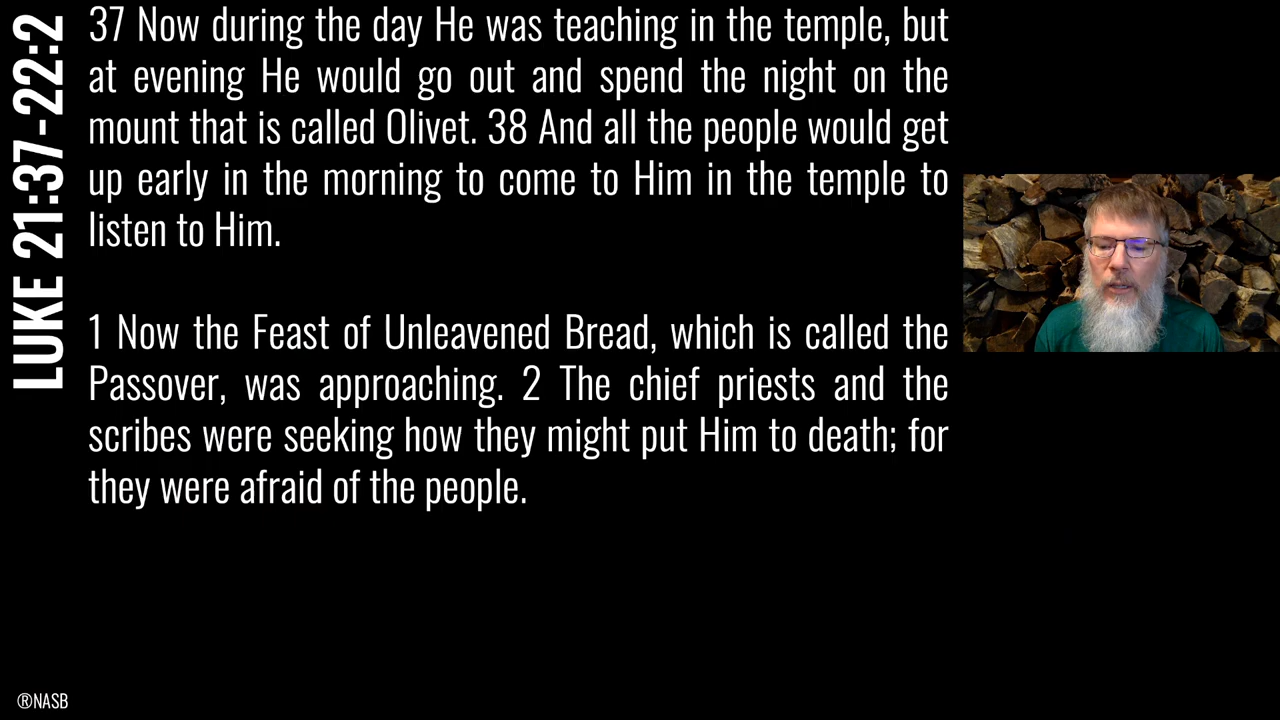 LUKE 21:37-22:2
37 Now during the day He was teaching in the temple, but
at evening He would go out and spend the night on the
mount that is called Olivet. 38 And all the people would get
up early in the morning to come to Him in the temple to
listen to Him.
1 Now the Feast of Unleavened Bread, which is called the
Passover, was approaching. 2 The chief priests and the
scribes were seeking how they might put Him to death; for
they were afraid of the people.
®NASB